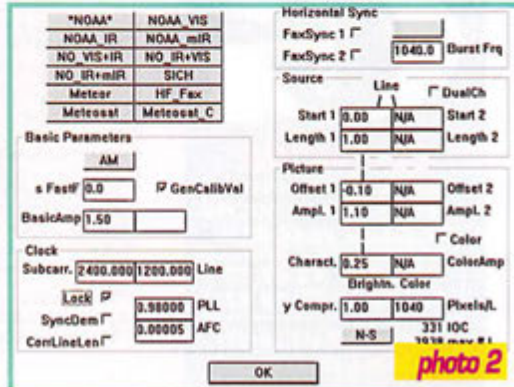 *NOAA* NOAA_VIS
NOAA_IR NOAA_mIR
NO_VIS+IR NO_IR+VIS
NO_IR+mIR SICH
Meteor HF_Fax
Meteosat Meteosat_C
Basic Parameters
AM
s FastF 0.0 GenCalibVal
BasicAmp 1.50
Clock
Subcarr. 2400.000 1200.000 Line
Lock 0.98000 PLL
SyncDem 0.00005 AFC
CorrLineLen
Horizontal Sync
FaxSync 1
FaxSync 2 1040.0 Burst Frq
Source
Line DualCh
Start 1 0.00 N/A Start 2
Length 1 1.00 N/A Length 2
Picture
Offset 1 -0.10 N/A Offset 2
Ampl. 1 1.10 N/A Ampl. 2
Color
Charact. 0.25 N/A ColorAmp
Brightn. Color
y Compr. 1.00 1040 Pixels/L
N-S 331 IOC
OK
photo 2